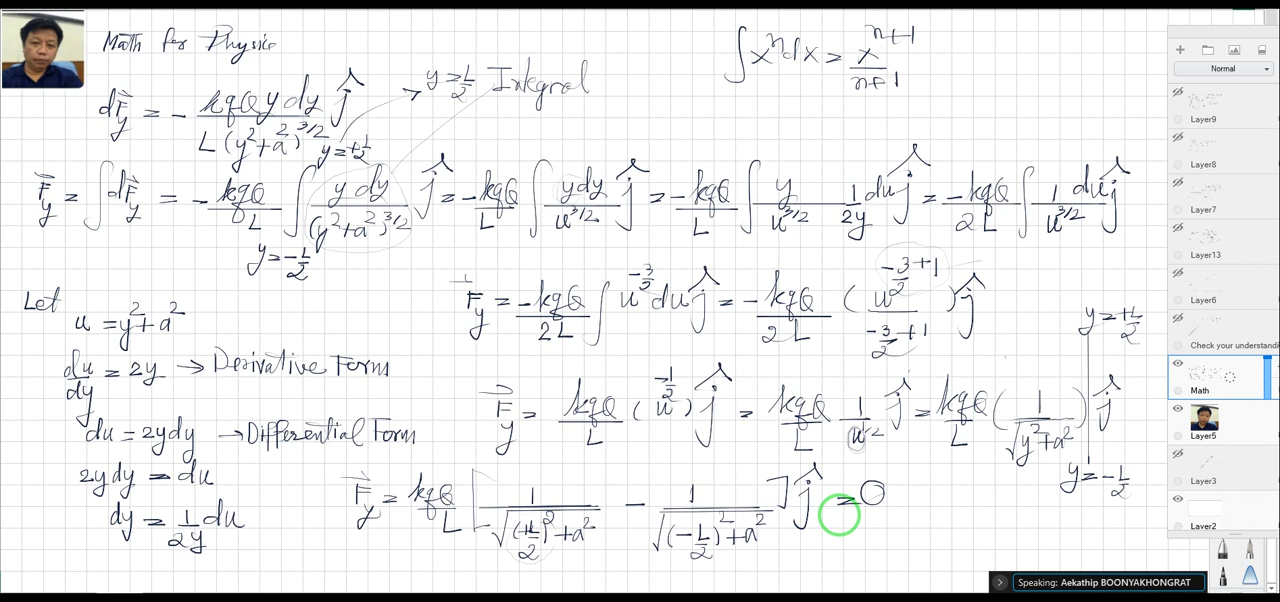 Math for Physics
∫xⁿdx = xⁿ⁺¹/(n+1)
y = L/2 Integral
dF⃗y = - kqQ y dy / L(y²+a²)^3/2 ĵ
y = +L/2
F⃗y = ∫dF⃗y = - kqQ/L ∫ y dy/(y²+a²)^3/2 ĵ = - kqQ/L ∫ ydy/u^3/2 ĵ = - kqQ/L ∫ y/u^3/2 1/2y du ĵ = - kqQ/2L ∫ 1/u^3/2 du ĵ
y = -L/2
F⃗y = - kqQ/2L ∫ u^-3/2 du ĵ = - kqQ/2L (u^(-3/2+1) / (-3/2+1)) ĵ
Let
u = y² + a²
du/dy = 2y → Derivative Form
du = 2ydy → Differential Form
2ydy = du
dy = 1/2y du
y = +L/2
F⃗y = kqQ/L (u^-1/2) ĵ = kqQ/L 1/u^1/2 ĵ = kqQ/L (1/√(y²+a²)) ĵ
y = -L/2
F⃗y = kqQ/L [1/√((+L/2)²+a²) - 1/√((-L/2)²+a²)] ĵ = 0
Normal
Layer9
Layer8
Layer7
Layer13
Layer6
Check your understandi
Math
Layer5
Layer3
Layer2
Speaking: Aekathip BOONYAKHONGRAT